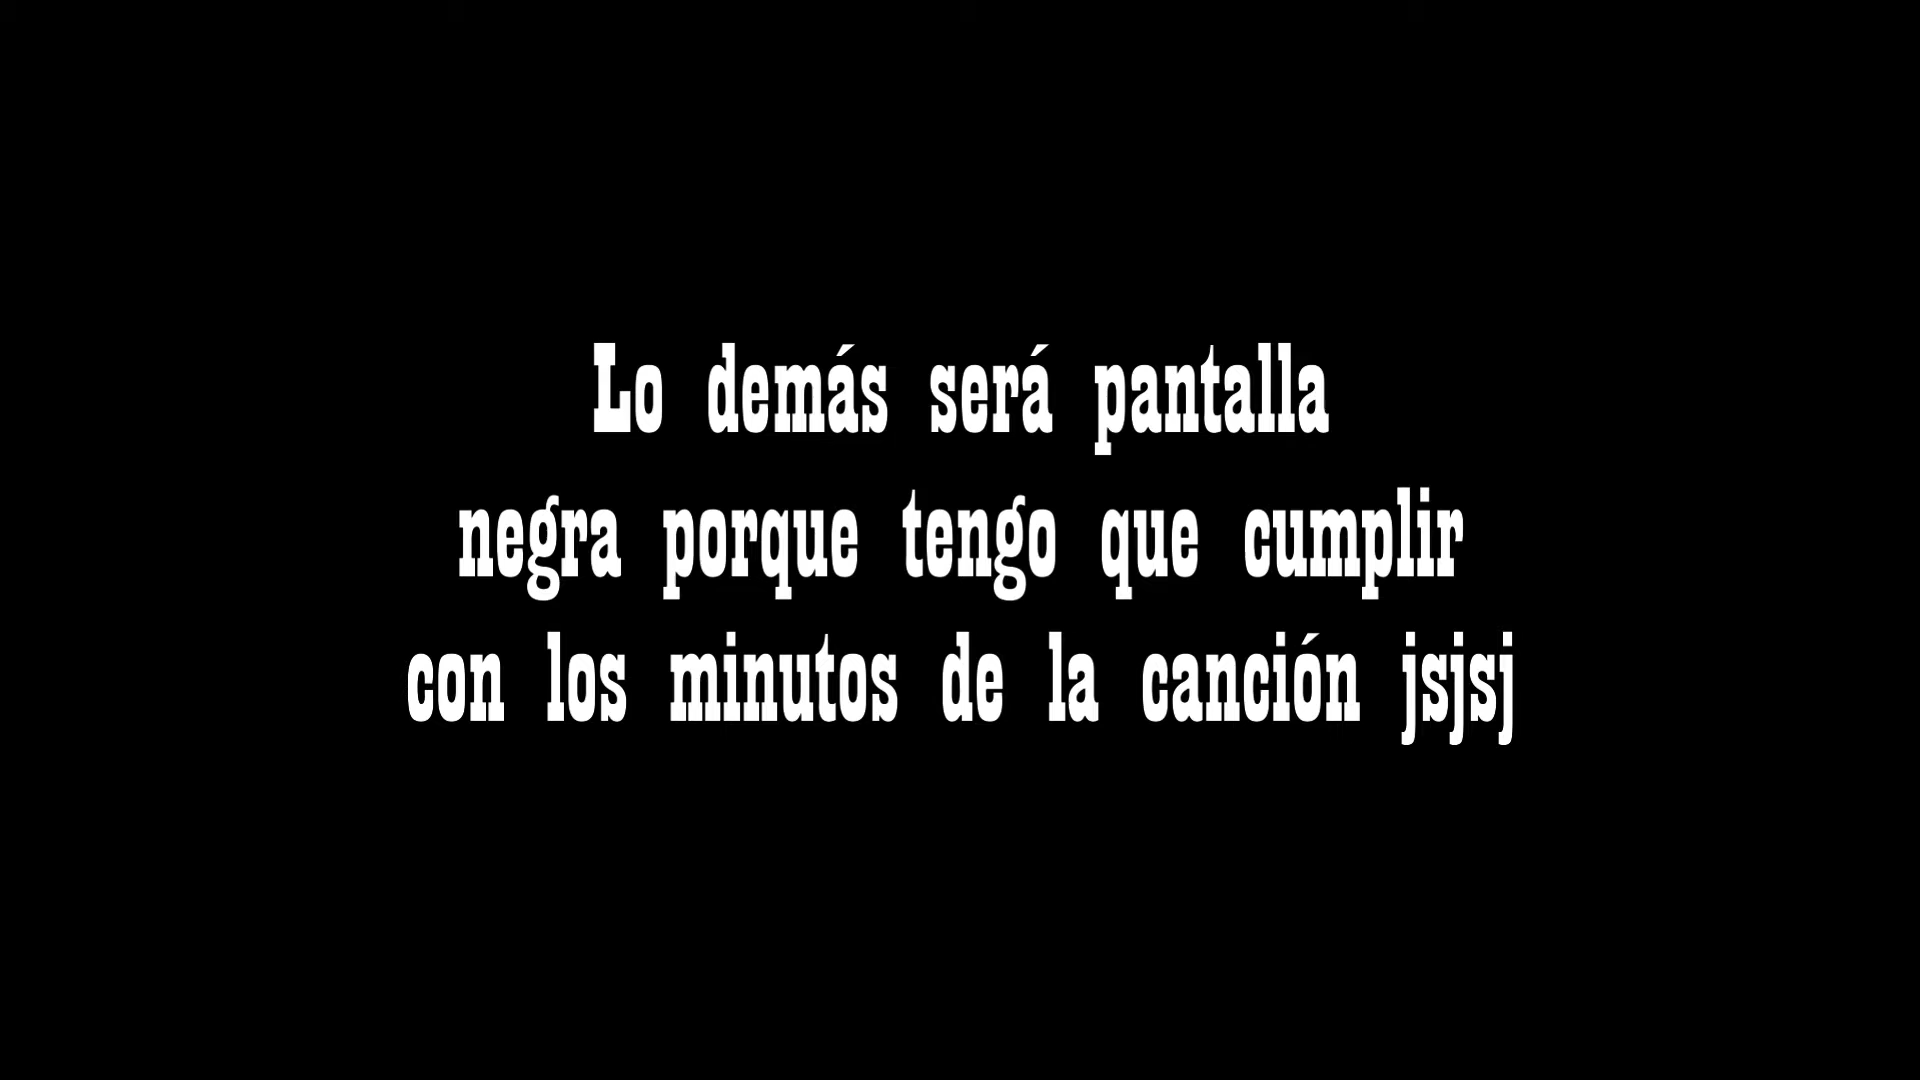 Lo demás será pantalla
negra porque tengo que cumplir
con los minutos de la canción jsjsj